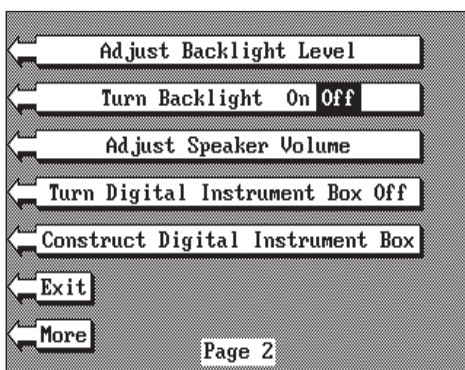 Adjust Backlight Level
Turn Backlight On Off
Adjust Speaker Volume
Turn Digital Instrument Box Off
Construct Digital Instrument Box
Exit
More
Page 2